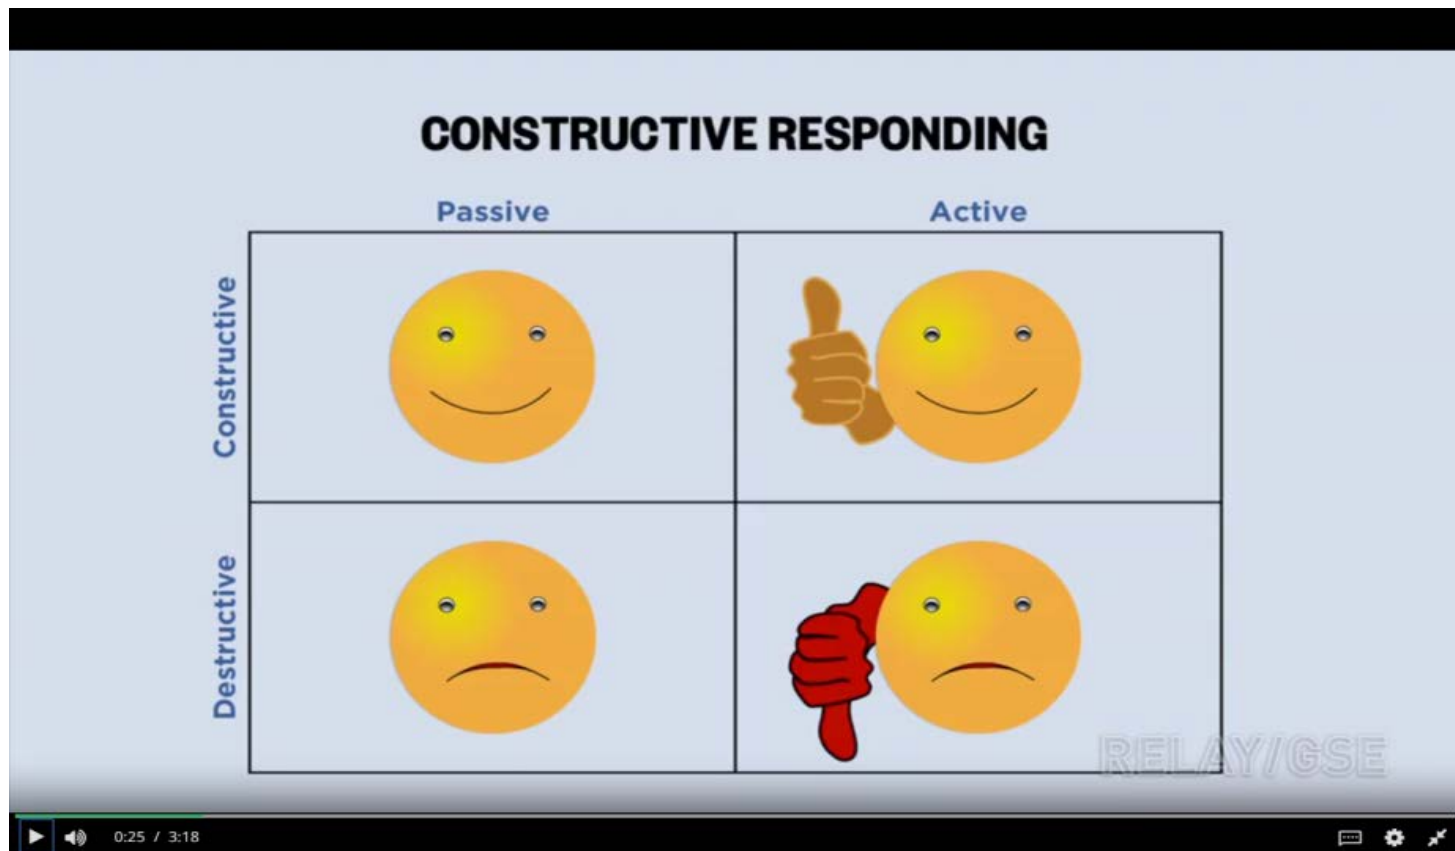 CONSTRUCTIVE RESPONDING
Passive
Active
Constructive
Destructive
RELAY/GSE
0:25 / 3:18